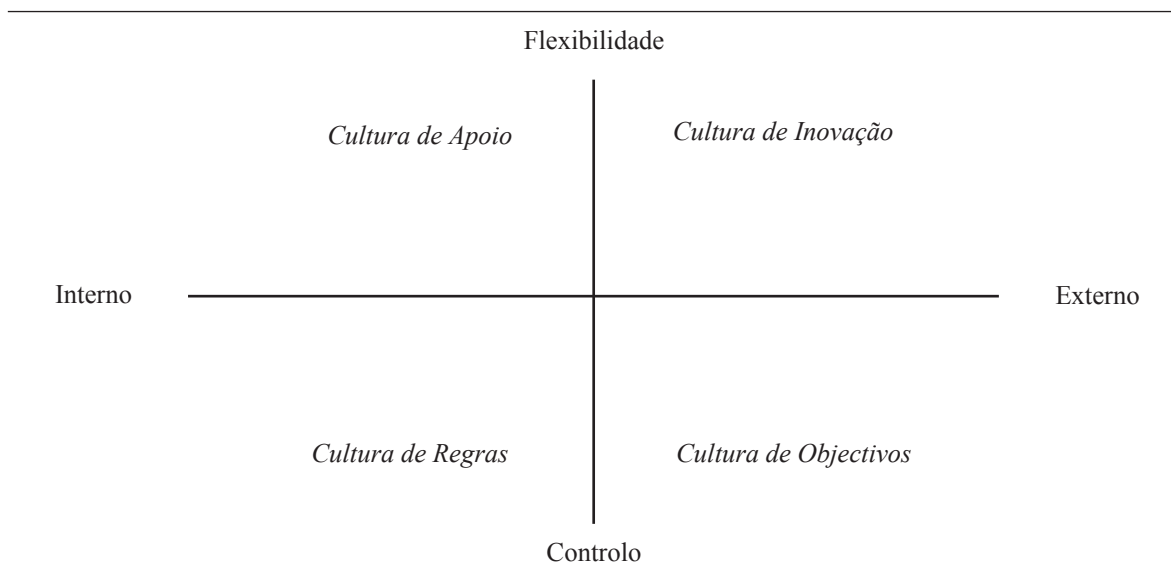 Flexibilidade
Cultura de Apoio
Cultura de Inovação
Interno
Externo
Cultura de Regras
Cultura de Objectivos
Controlo